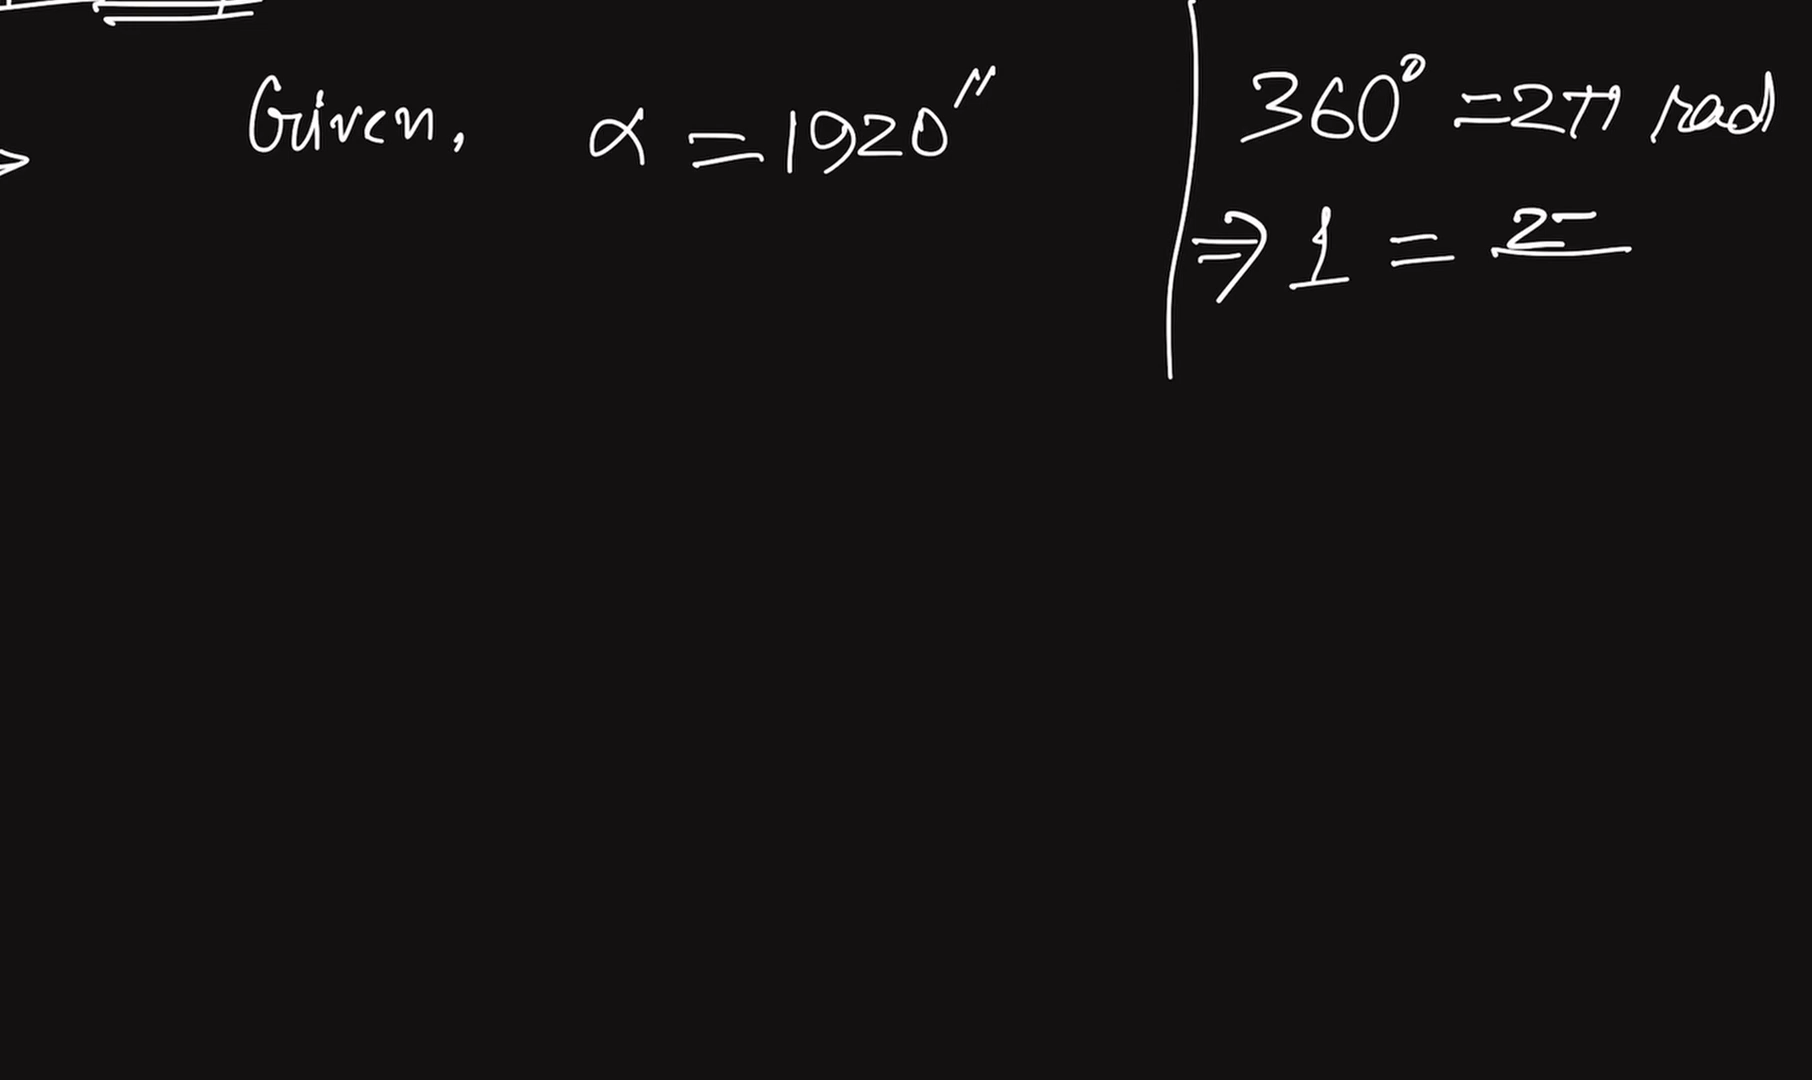 Given, α = 1920″
360° = 2π rad
⇒ 1 = 2